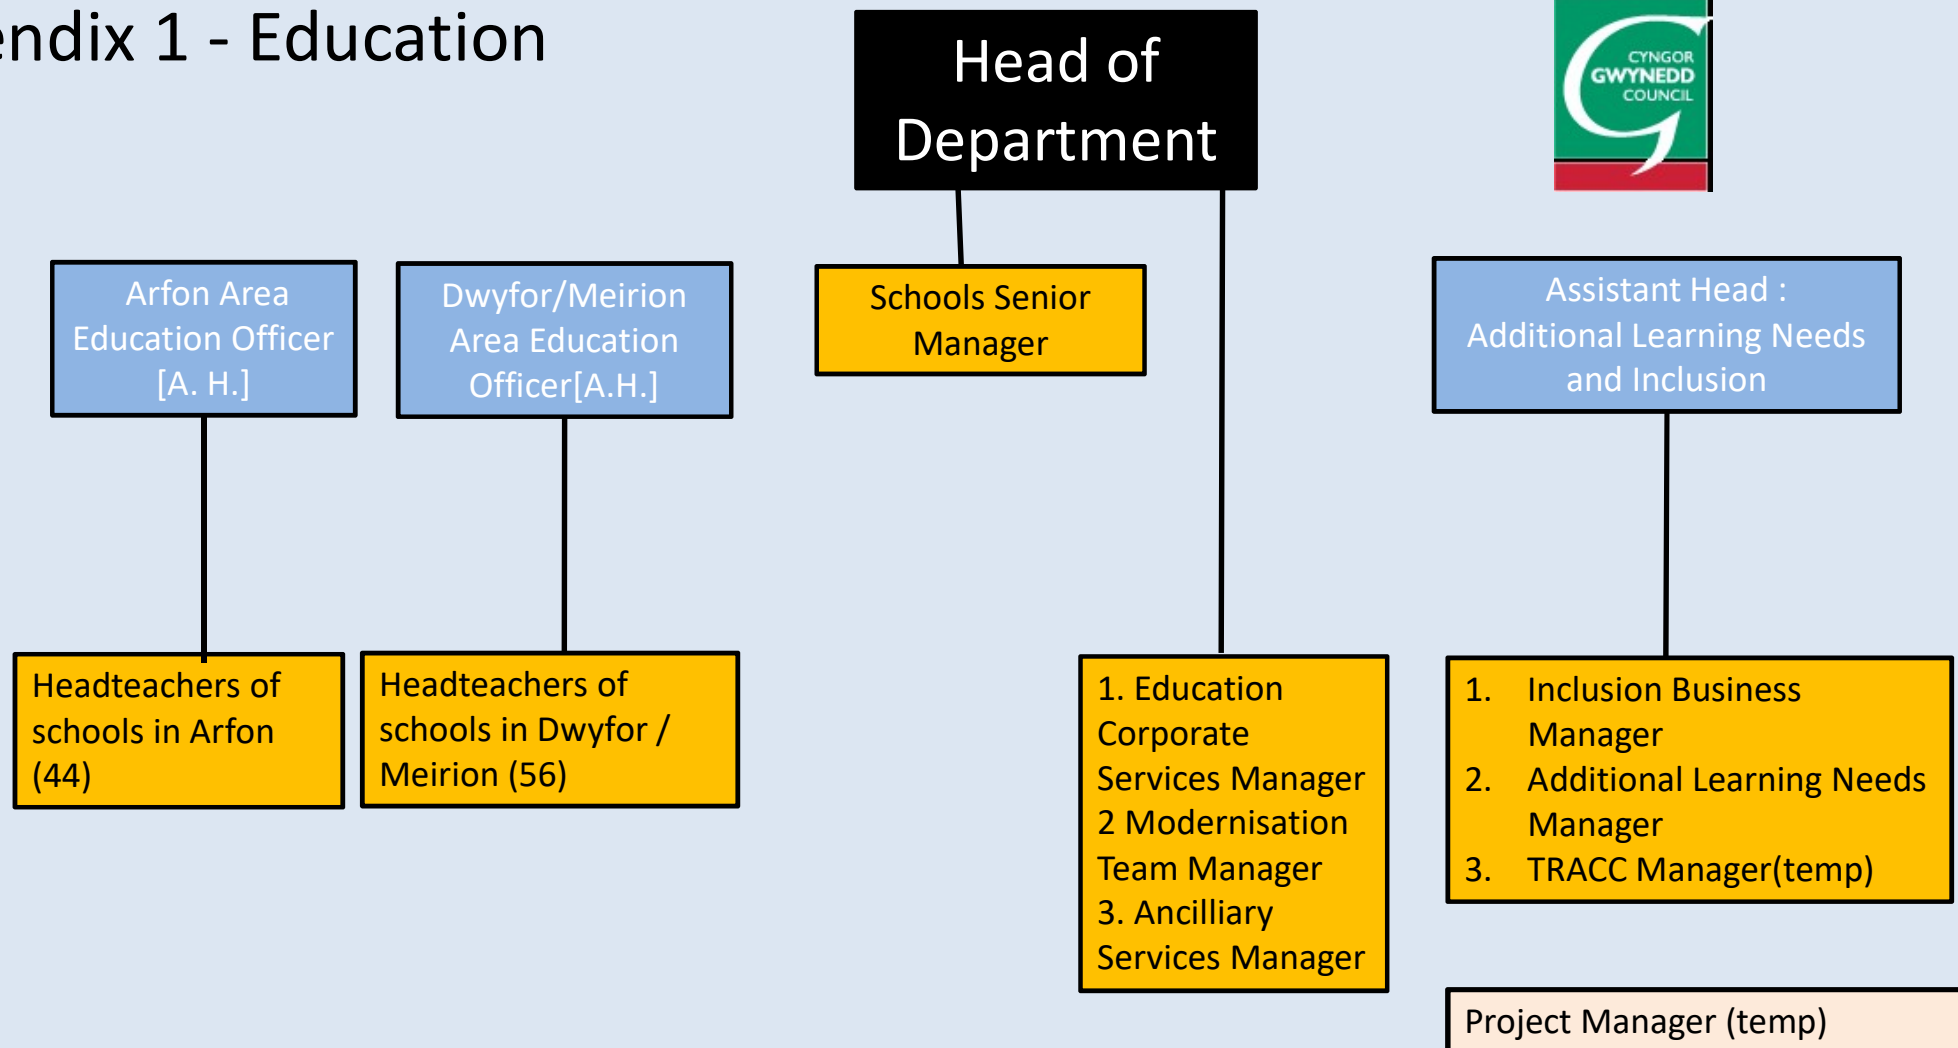 endix 1 - Education
Head of
Department
CYNGOR
GWYNEDD
COUNCIL
Arfon Area
Education Officer
[A. H.]
Dwyfor/Meirion
Area Education
Officer[A.H.]
Schools Senior
Manager
Assistant Head :
Additional Learning Needs
and Inclusion
Headteachers of
schools in Arfon
(44)
Headteachers of
schools in Dwyfor /
Meirion (56)
1. Education
Corporate
Services Manager
2 Modernisation
Team Manager
3. Ancilliary
Services Manager
1. Inclusion Business
Manager
2. Additional Learning Needs
Manager
3. TRACC Manager(temp)
Project Manager (temp)